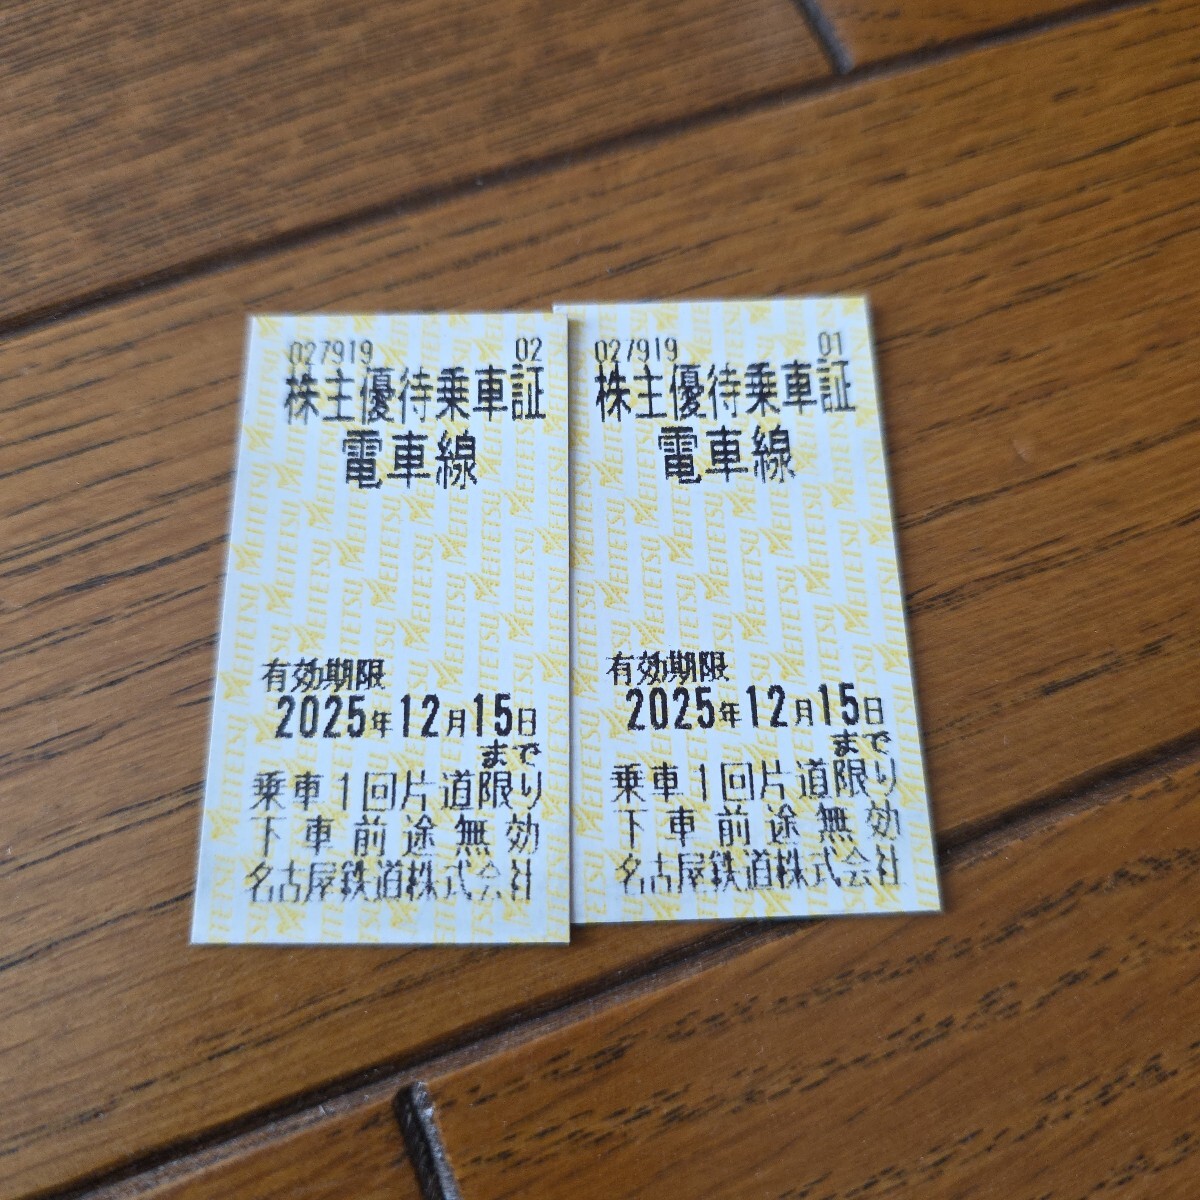 027919 02
株主優待乗車証
電車線
有効期限
2025年12月15日
まで
乗車1回片道限り
下車前途無効
名古屋鉄道株式会社
027919 01
株主優待乗車証
電車線
有効期限
2025年12月15日
まで
乗車1回片道限り
下車前途無効
名古屋鉄道株式会社
MEITETSU